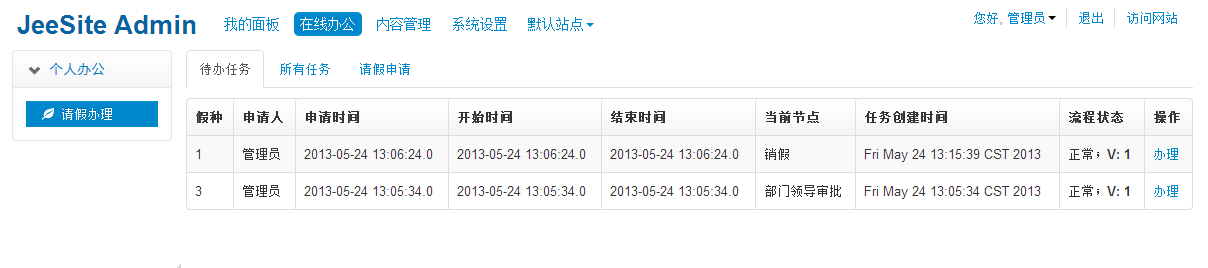 JeeSite Admin 我的面板 在线办公 内容管理 系统设置 默认站点 您好, 管理员 退出 访问网站
个人办公
请假办理
待办任务 所有任务 请假申请
假种 申请人 申请时间 开始时间 结束时间 当前节点 任务创建时间 流程状态 操作
1 管理员 2013-05-24 13:06:24.0 2013-05-24 13:06:24.0 2013-05-24 13:06:24.0 销假 Fri May 24 13:15:39 CST 2013 正常; V: 1 办理
3 管理员 2013-05-24 13:05:34.0 2013-05-24 13:05:34.0 2013-05-24 13:05:34.0 部门领导审批 Fri May 24 13:05:34 CST 2013 正常; V: 1 办理